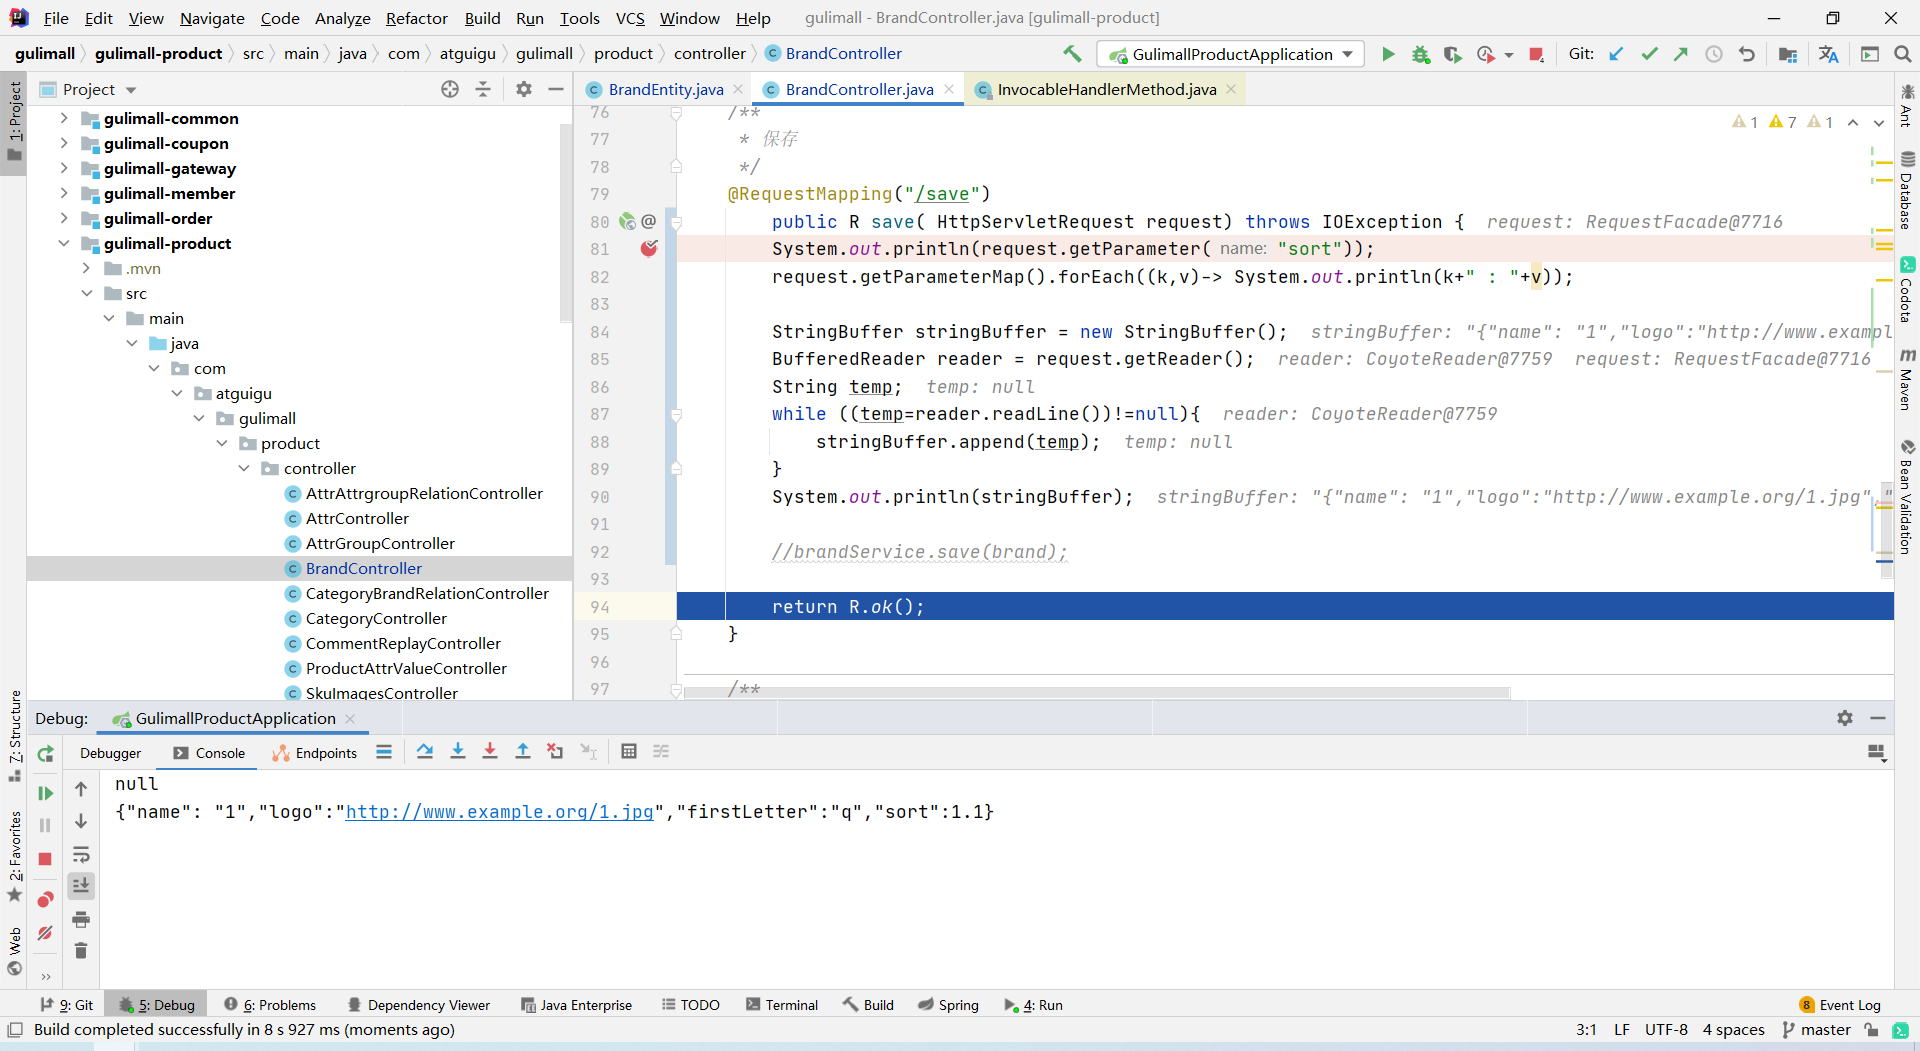 File Edit View Navigate Code Analyze Refactor Build Run Tools VCS Window Help gulimall - BrandController.java [gulimall-product]
gulimall gulimall-product src main java com atguigu gulimall product controller BrandController GulimallProductApplication Git:
Project BrandEntity.java BrandController.java InvocableHandlerMethod.java
1: Project
7: Structure
2: Favorites
Web
gulimall-common
gulimall-coupon
gulimall-gateway
gulimall-member
gulimall-order
gulimall-product
.mvn
src
main
java
com
atguigu
gulimall
product
controller
AttrAttrgroupRelationController
AttrController
AttrGroupController
BrandController
CategoryBrandRelationController
CategoryController
CommentReplayController
ProductAttrValueController
SkuImagesController
1 7 1
76 /**
77 * 保存
78 */
79 @RequestMapping("/save")
80 @ public R save( HttpServletRequest request) throws IOException { request: RequestFacade@7716
81 System.out.println(request.getParameter( name: "sort"));
82 request.getParameterMap().forEach((k,v)-> System.out.println(k+" : "+v));
83
84 StringBuffer stringBuffer = new StringBuffer(); stringBuffer: "{"name": "1","logo":"http://www.exampl
85 BufferedReader reader = request.getReader(); reader: CoyoteReader@7759 request: RequestFacade@7716
86 String temp; temp: null
87 while ((temp=reader.readLine())!=null){ reader: CoyoteReader@7759
88 stringBuffer.append(temp); temp: null
89 }
90 System.out.println(stringBuffer); stringBuffer: "{"name": "1","logo":"http://www.example.org/1.jpg","
91
92 //brandService.save(brand);
93
94 return R.ok();
95 }
96
97 /**
Ant
Database
Codota
Maven
Bean Validation
Debug: GulimallProductApplication
Debugger Console Endpoints
null
{"name": "1","logo":"http://www.example.org/1.jpg","firstLetter":"q","sort":1.1}
9: Git 5: Debug 6: Problems Dependency Viewer Java Enterprise TODO Terminal Build Spring 4: Run 8 Event Log
Build completed successfully in 8 s 927 ms (moments ago) 3:1 LF UTF-8 4 spaces master